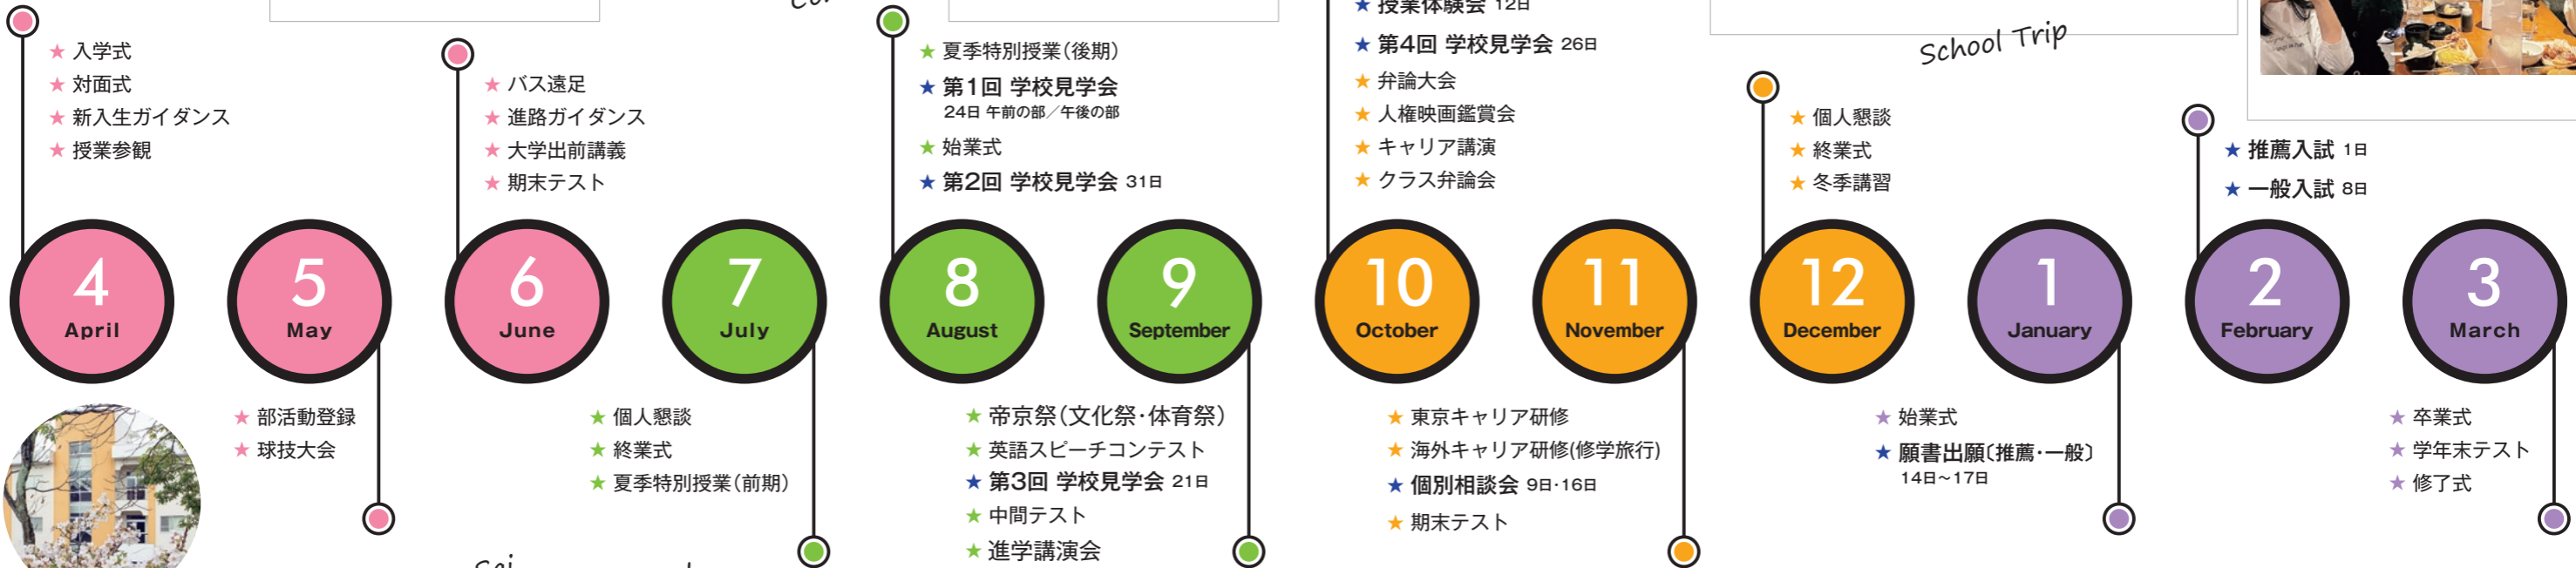 ★ 入学式
★ 対面式
★ 新入生ガイダンス
★ 授業参観
4
April
5
May
★ 部活動登録
★ 球技大会
★ バス遠足
★ 進路ガイダンス
★ 大学出前講義
★ 期末テスト
6
June
7
July
★ 個人懇談
★ 終業式
★ 夏季特別授業（前期）
★ 夏季特別授業（後期）
★ 第1回 学校見学会
24日 午前の部／午後の部
★ 始業式
★ 第2回 学校見学会 31日
8
August
9
September
★ 帝京祭（文化祭・体育祭）
★ 英語スピーチコンテスト
★ 第3回 学校見学会 21日
★ 中間テスト
★ 進学講演会
★ 授業体験会 12日
★ 第4回 学校見学会 26日
★ 弁論大会
★ 人権映画鑑賞会
★ キャリア講演
★ クラス弁論会
10
October
11
November
★ 東京キャリア研修
★ 海外キャリア研修(修学旅行)
★ 個別相談会 9日・16日
★ 期末テスト
School Trip
★ 個人懇談
★ 終業式
★ 冬季講習
12
December
1
January
★ 始業式
★ 願書出願〔推薦・一般〕
14日～17日
★ 推薦入試 1日
★ 一般入試 8日
2
February
3
March
★ 卒業式
★ 学年末テスト
★ 修了式